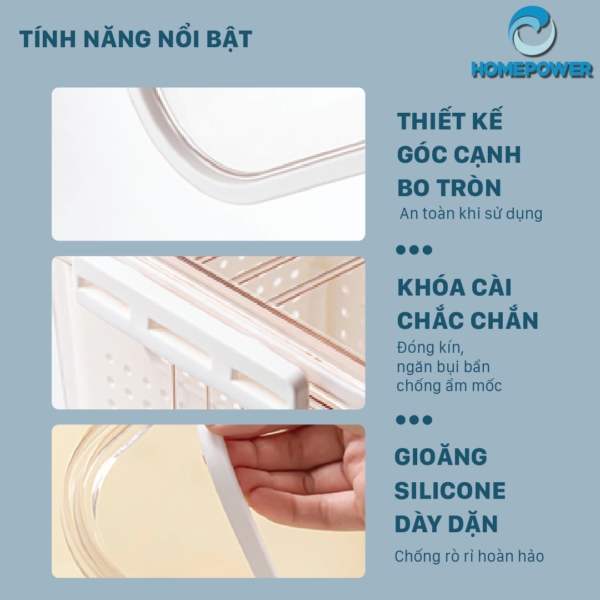 TÍNH NĂNG NỔI BẬT
HOMEPOWER
THIẾT KẾ
GÓC CẠNH
BO TRÒN
An toàn khi sử dụng
KHÓA CÀI
CHẮC CHẮN
Đóng kín,
ngăn bụi bẩn
chống ẩm mốc
GIOĂNG
SILICONE
DÀY DẶN
Chống rò rỉ hoàn hảo